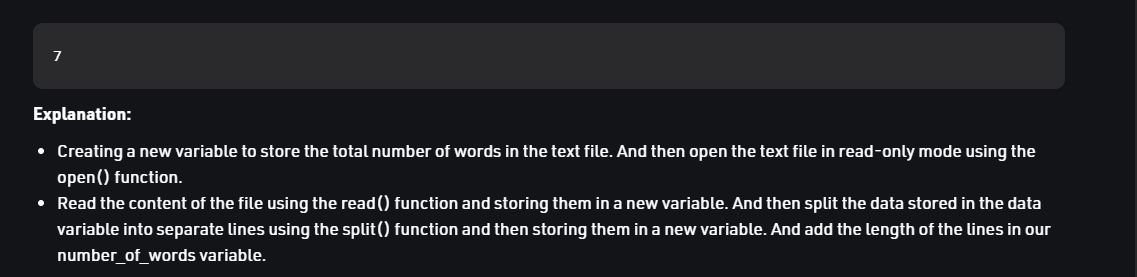 7
Explanation:
• Creating a new variable to store the total number of words in the text file. And then open the text file in read-only mode using the
open() function.
• Read the content of the file using the read() function and storing them in a new variable. And then split the data stored in the data
variable into separate lines using the split() function and then storing them in a new variable. And add the length of the lines in our
number_of_words variable.